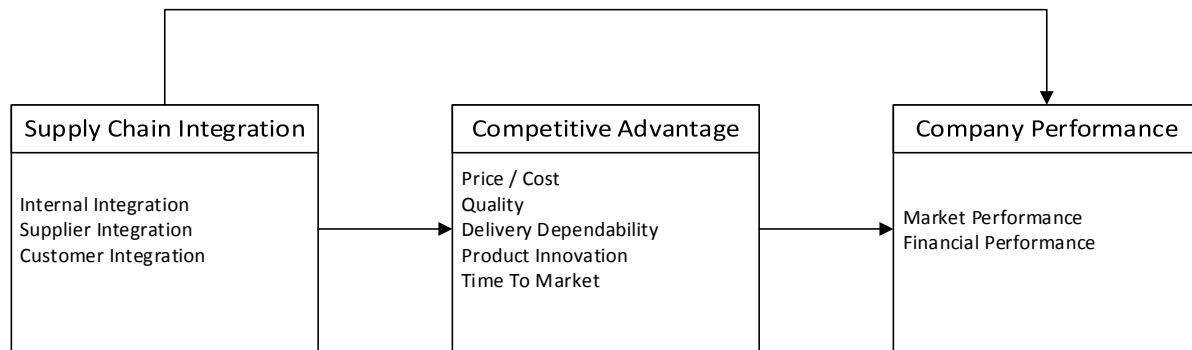 Supply Chain Integration
Internal Integration
Supplier Integration
Customer Integration
Competitive Advantage
Price / Cost
Quality
Delivery Dependability
Product Innovation
Time To Market
Company Performance
Market Performance
Financial Performance